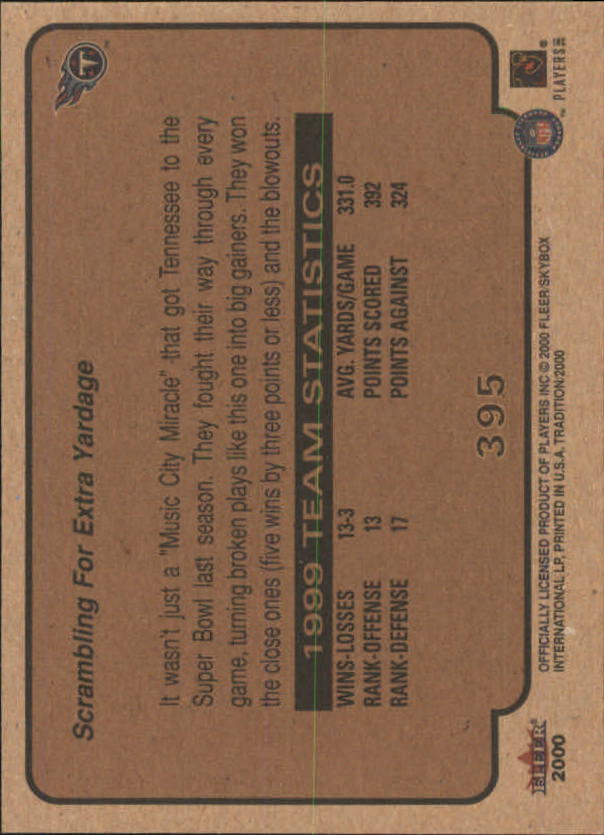 Scrambling For Extra Yardage
It wasn't just a "Music City Miracle" that got Tennessee to the
Super Bowl last season. They fought their way through every
game, turning broken plays like this one into big gainers. They won
the close ones (five wins by three points or less) and the blowouts.
1999 TEAM STATISTICS
WINS-LOSSES 13-3 AVG. YARDS/GAME 331.0
RANK-OFFENSE 13 POINTS SCORED 392
RANK-DEFENSE 17 POINTS AGAINST 324
395
FLEER®
2000
OFFICIALLY LICENSED PRODUCT OF PLAYERS INC © 2000 FLEER/SKYBOX
INTERNATIONAL LP, PRINTED IN U.S.A. TRADITION/2000
NFL
™
PLAYERS INC
®
T